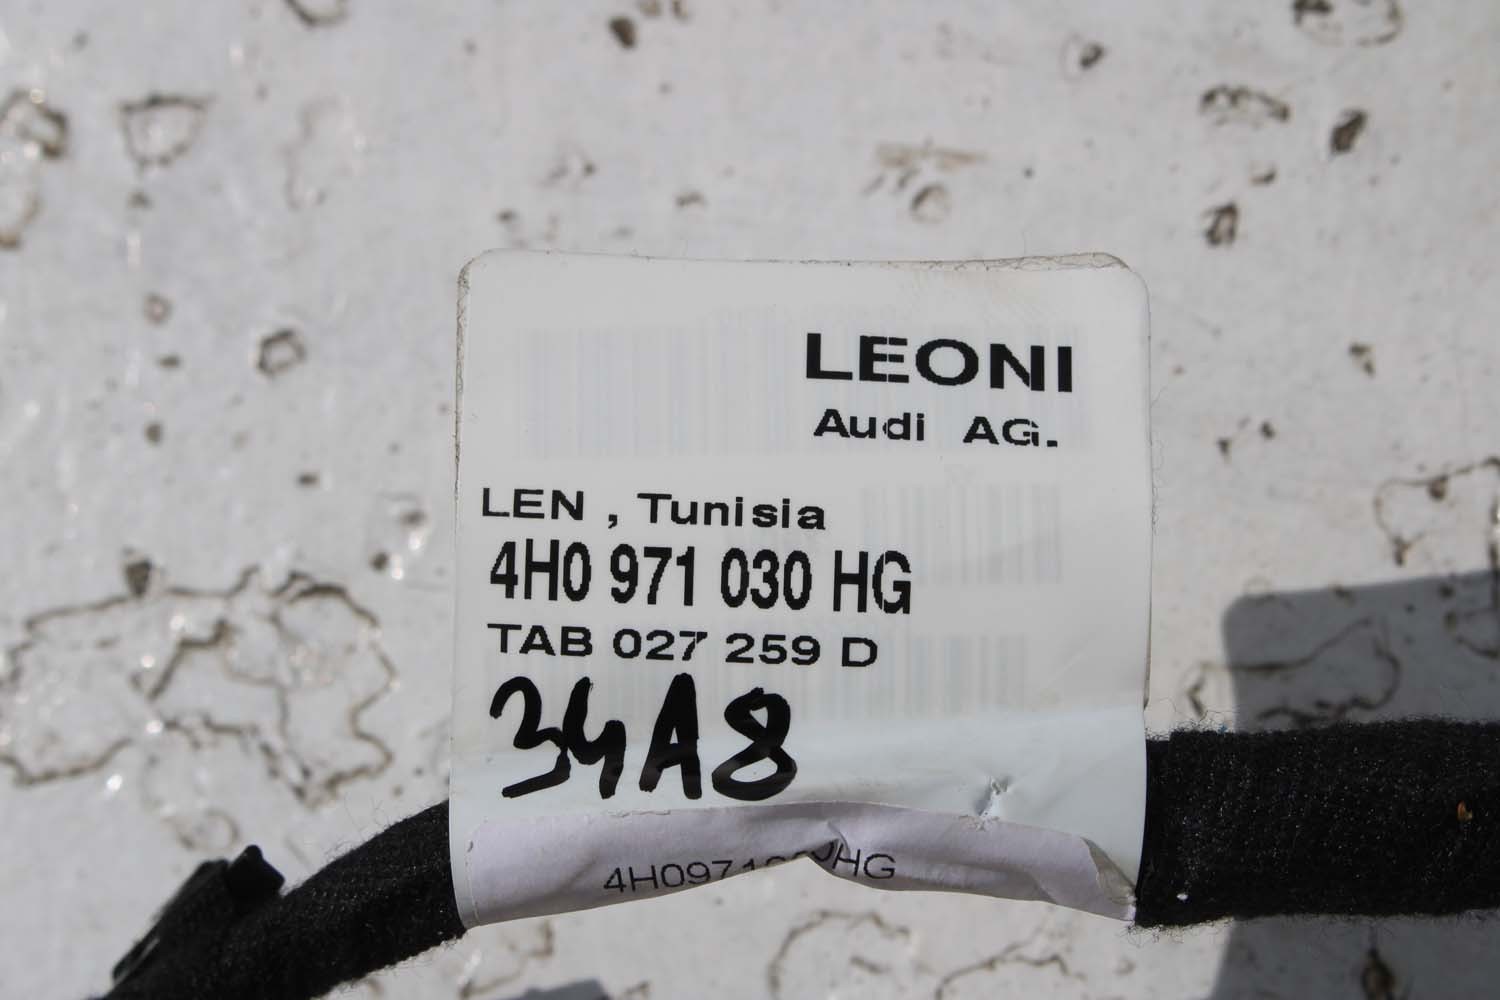 LEONI
Audi AG.
LEN , Tunisia
4H0 971 030 HG
TAB 027 259 D
34A8